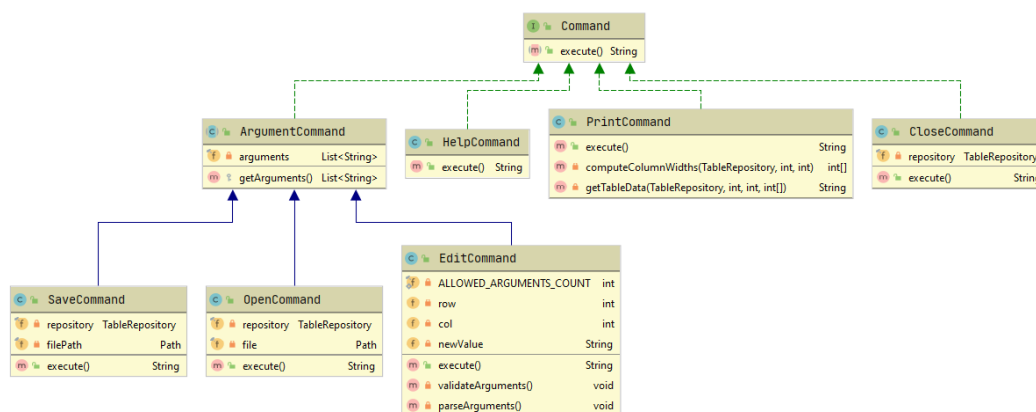 Command
execute() String
ArgumentCommand
arguments List<String>
getArguments() List<String>
HelpCommand
execute() String
PrintCommand
execute() String
computeColumnWidths(TableRepository, int, int) int[]
getTableData(TableRepository, int, int, int[]) String
CloseCommand
repository TableRepository
execute() String
SaveCommand
repository TableRepository
filePath Path
execute() String
OpenCommand
repository TableRepository
file Path
execute() String
EditCommand
ALLOWED_ARGUMENTS_COUNT int
row int
col int
newValue String
execute() String
validateArguments() void
parseArguments() void